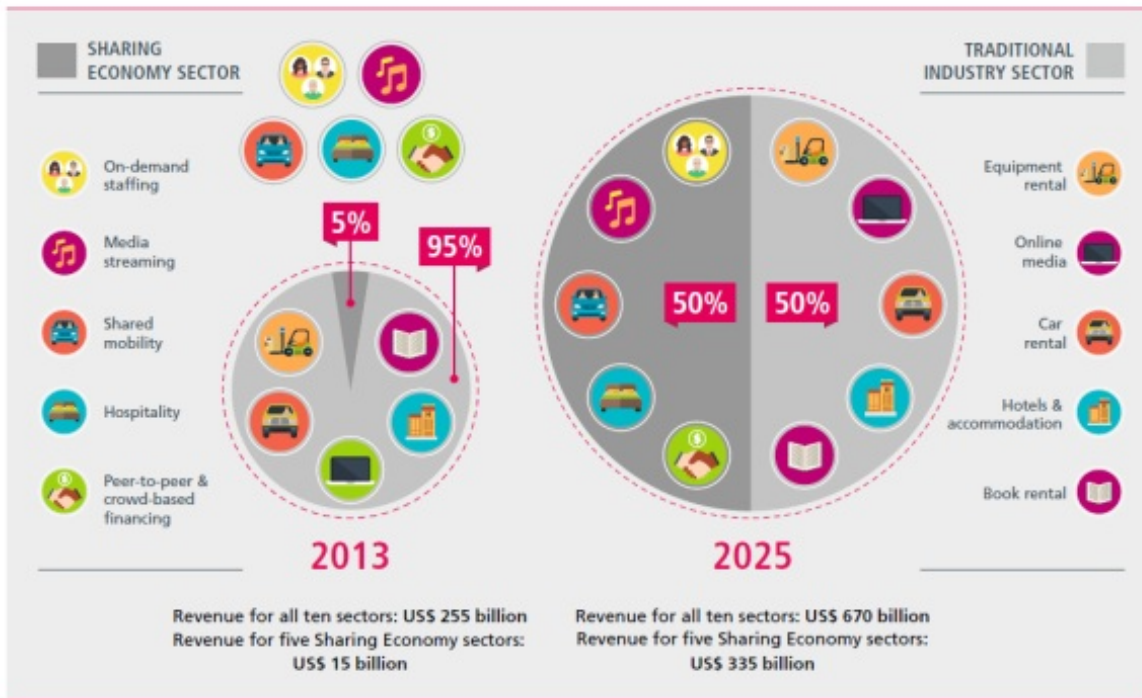 SHARING
ECONOMY SECTOR
TRADITIONAL
INDUSTRY SECTOR
On-demand
staffing
Media
streaming
Shared
mobility
Hospitality
Peer-to-peer &
crowd-based
financing
5%
95%
50%
50%
Equipment
rental
Online
media
Car
rental
Hotels &
accommodation
Book rental
2013
2025
Revenue for all ten sectors: US$ 255 billion
Revenue for five Sharing Economy sectors:
US$ 15 billion
Revenue for all ten sectors: US$ 670 billion
Revenue for five Sharing Economy sectors:
US$ 335 billion